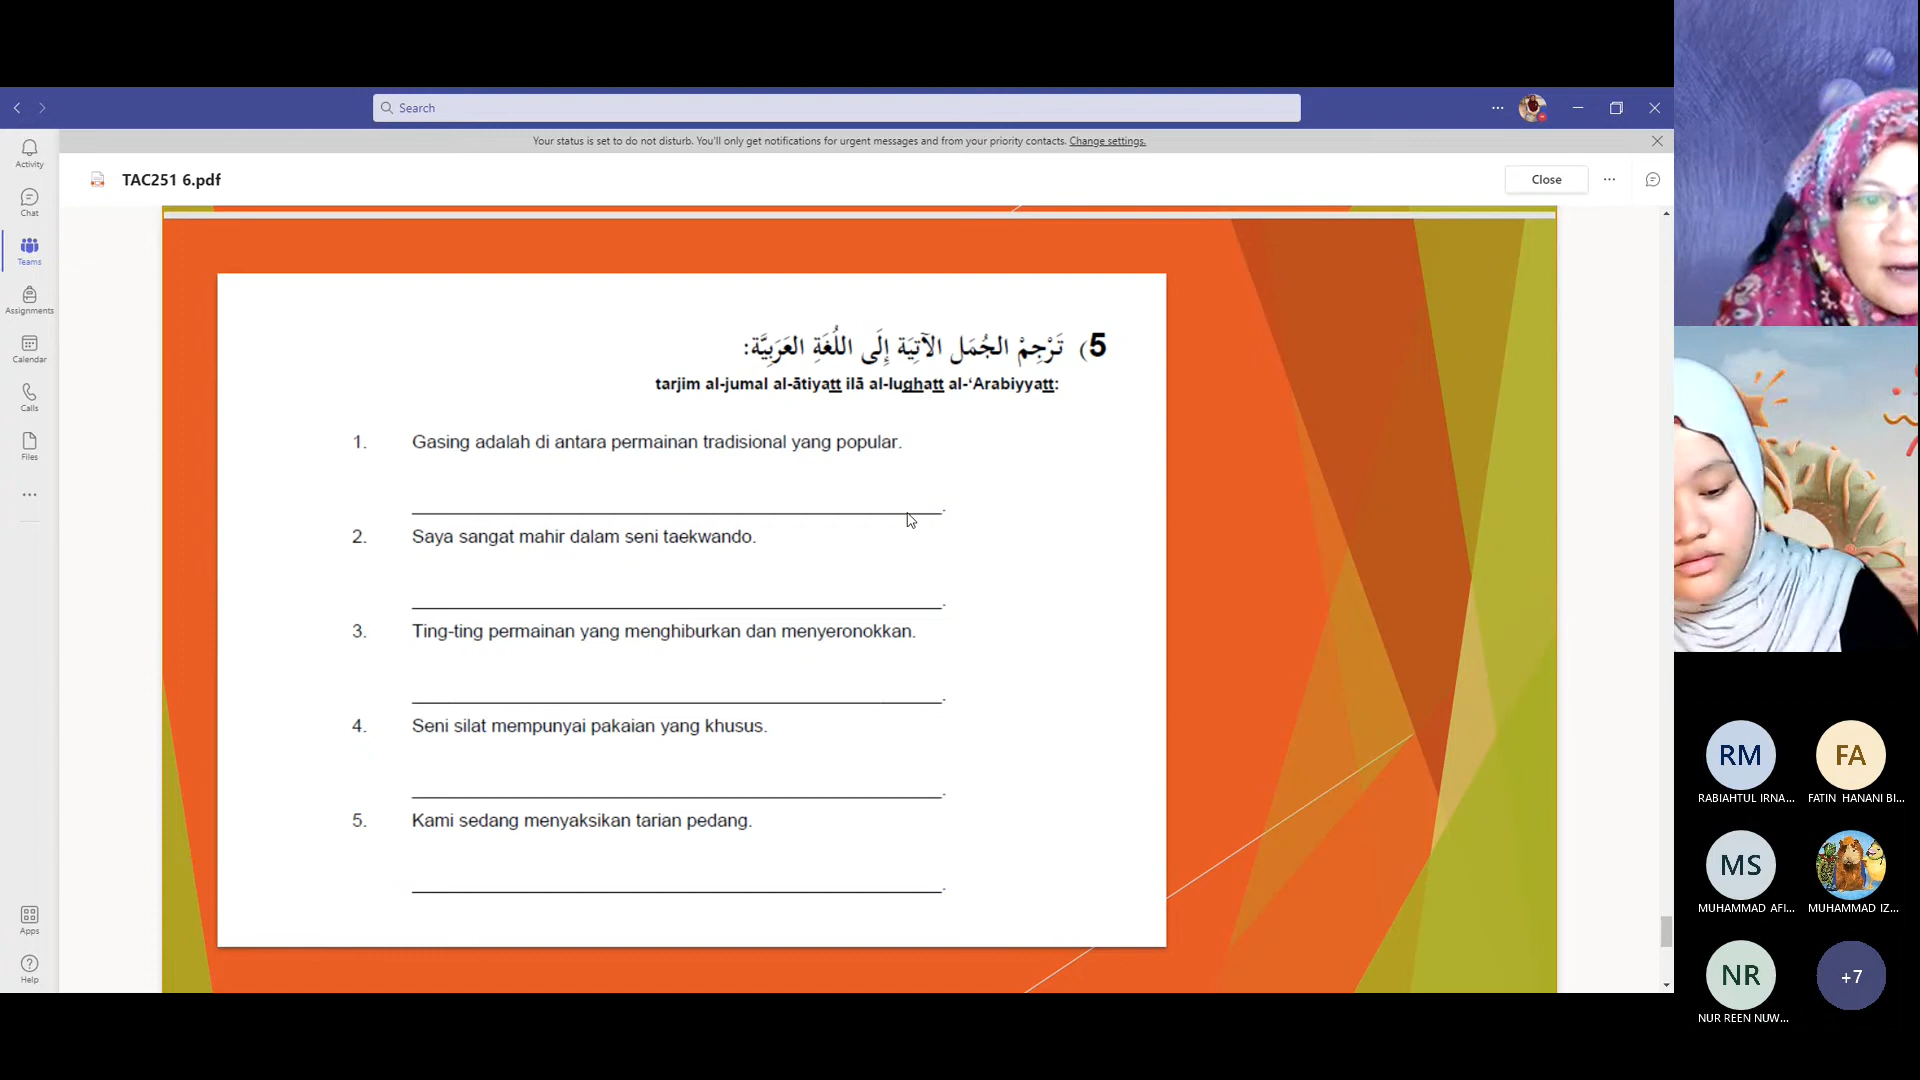 Search
Your status is set to do not disturb. You'll only get notifications for urgent messages and from your priority contacts. Change settings.
Activity
Chat
Teams
Assignments
Calendar
Calls
Files
Apps
Help
TAC251 6.pdf
Close
5) تَرْجِمْ الجُمَل الآتِيَة إِلَى اللُّغَةِ العَرَبِيَّة:
tarjim al-jumal al-ātiyatt ilā al-lughatt al-‘Arabiyyatt:
1. Gasing adalah di antara permainan tradisional yang popular.
2. Saya sangat mahir dalam seni taekwando.
3. Ting-ting permainan yang menghiburkan dan menyeronokkan.
4. Seni silat mempunyai pakaian yang khusus.
5. Kami sedang menyaksikan tarian pedang.
RM FA
RABIAHTUL IRNA... FATIN HANANI BI...
MS
MUHAMMAD AFI... MUHAMMAD IZ...
NR +7
NUR REEN NUW...